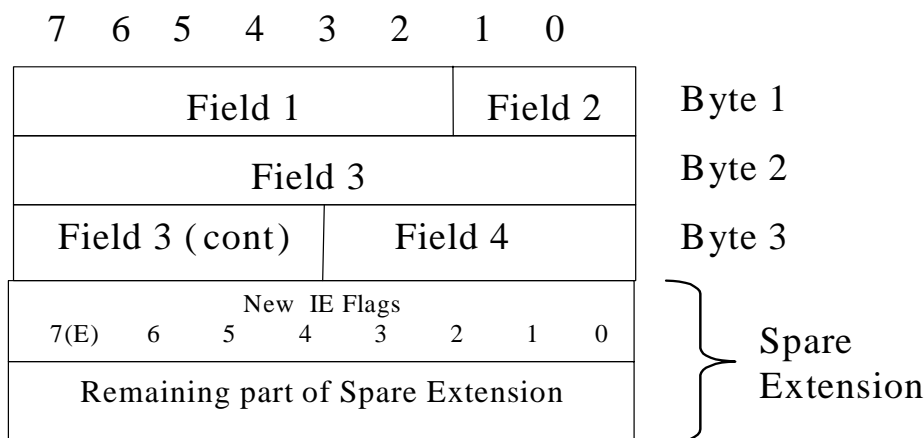 7 6 5 4 3 2 1 0
Field 1 Field 2 Byte 1
Field 3 Byte 2
Field 3 (cont) Field 4 Byte 3
New IE Flags
7(E) 6 5 4 3 2 1 0
Remaining part of Spare Extension
Spare
Extension